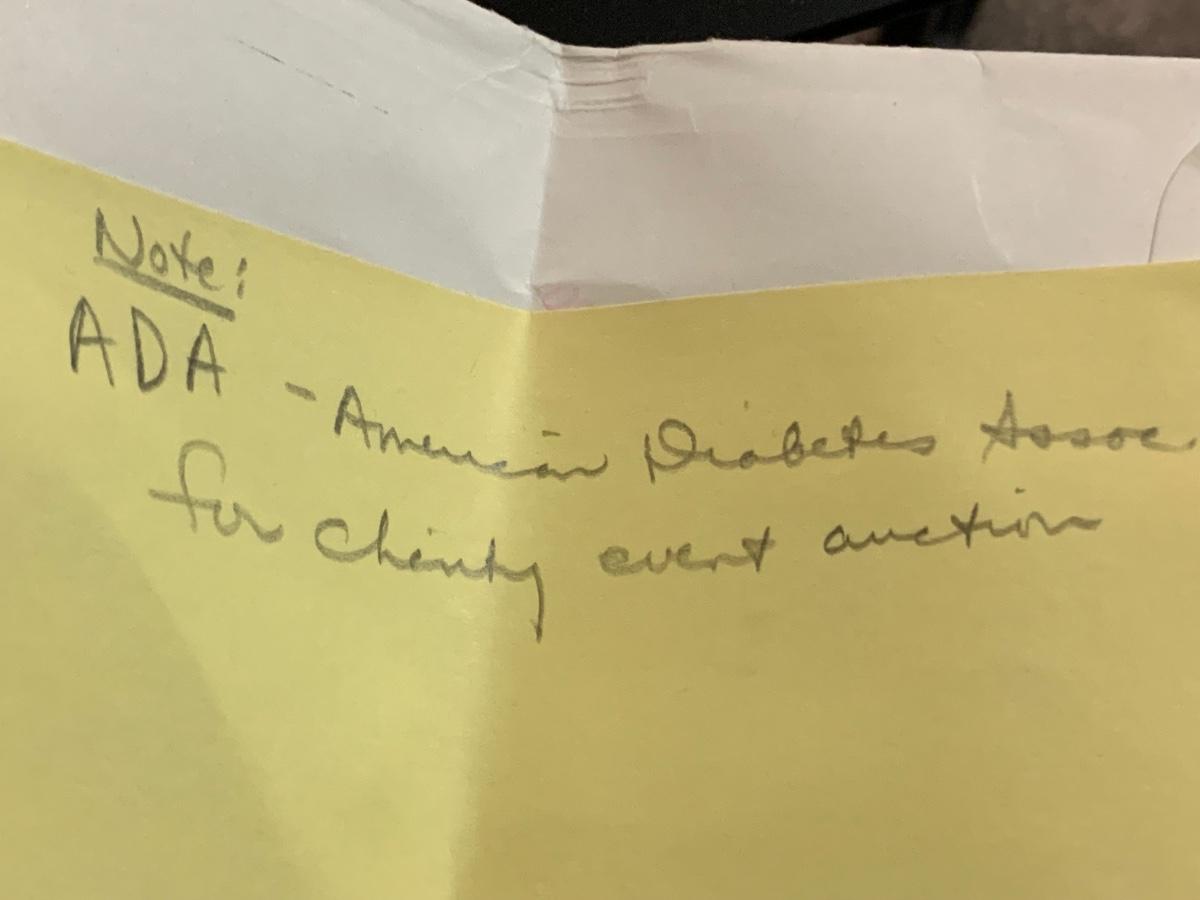 Note:
ADA - American Diabetes Assoc.
for charity event auction